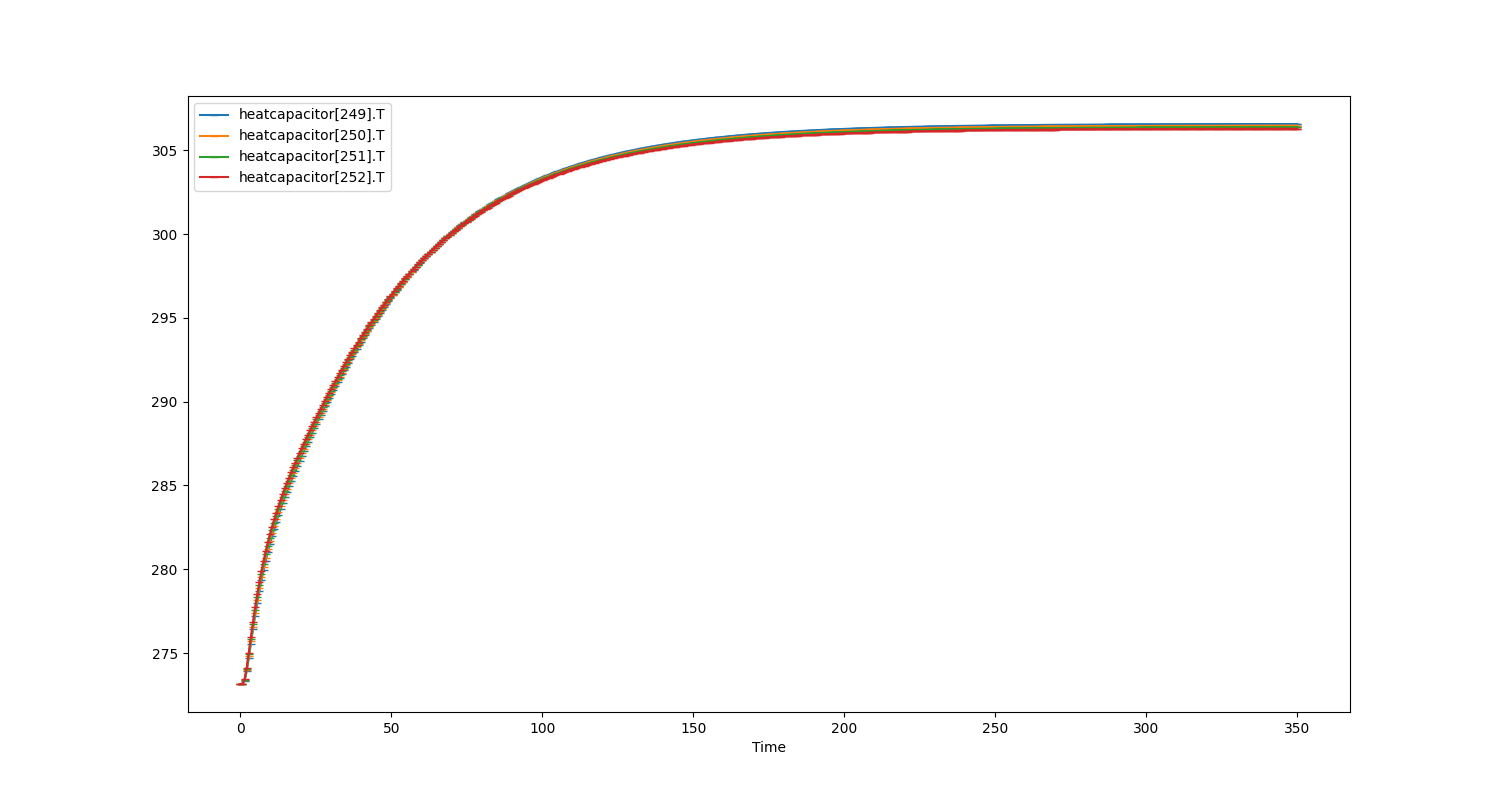 heatcapacitor[249].T
heatcapacitor[250].T
heatcapacitor[251].T
heatcapacitor[252].T
305
300
295
290
285
280
275
0 50 100 150 200 250 300 350
Time